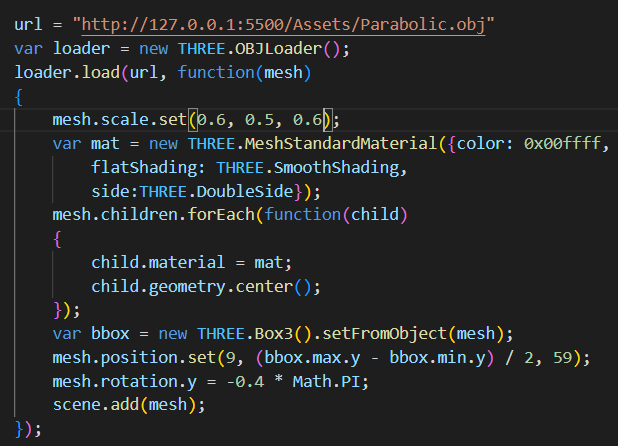 url = "http://127.0.0.1:5500/Assets/Parabolic.obj"
var loader = new THREE.OBJLoader();
loader.load(url, function(mesh)
{
    mesh.scale.set(0.6, 0.5, 0.6);
    var mat = new THREE.MeshStandardMaterial({color: 0x00ffff,
        flatShading: THREE.SmoothShading,
        side:THREE.DoubleSide});
    mesh.children.forEach(function(child)
    {
        child.material = mat;
        child.geometry.center();
    });
    var bbox = new THREE.Box3().setFromObject(mesh);
    mesh.position.set(9, (bbox.max.y - bbox.min.y) / 2, 59);
    mesh.rotation.y = -0.4 * Math.PI;
    scene.add(mesh);
});